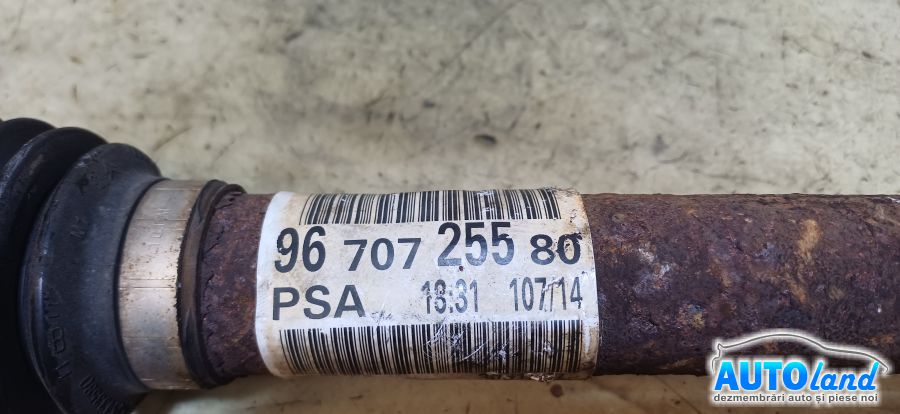 96 707 255 80
PSA 18:31 107/14
AUTOland
dezmembrări auto și piese noi